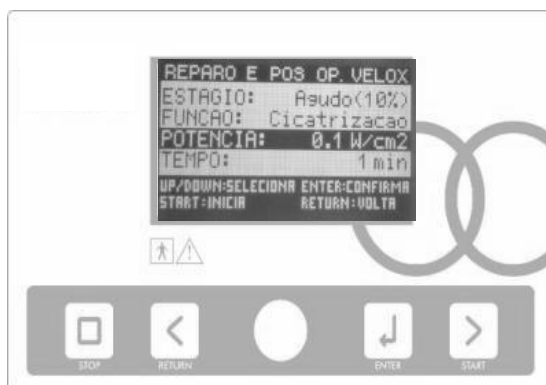 REPARO E POS OP. VELOX
ESTAGIO: Agudo(10%)
FUNCAO: Cicatrizacao
POTENCIA: 0.1 W/cm2
TEMPO: 1 min
UP/DOWN:SELECIONA ENTER:CONFIRMA
START:INICIA RETURN:VOLTA
STOP
RETURN
ENTER
START